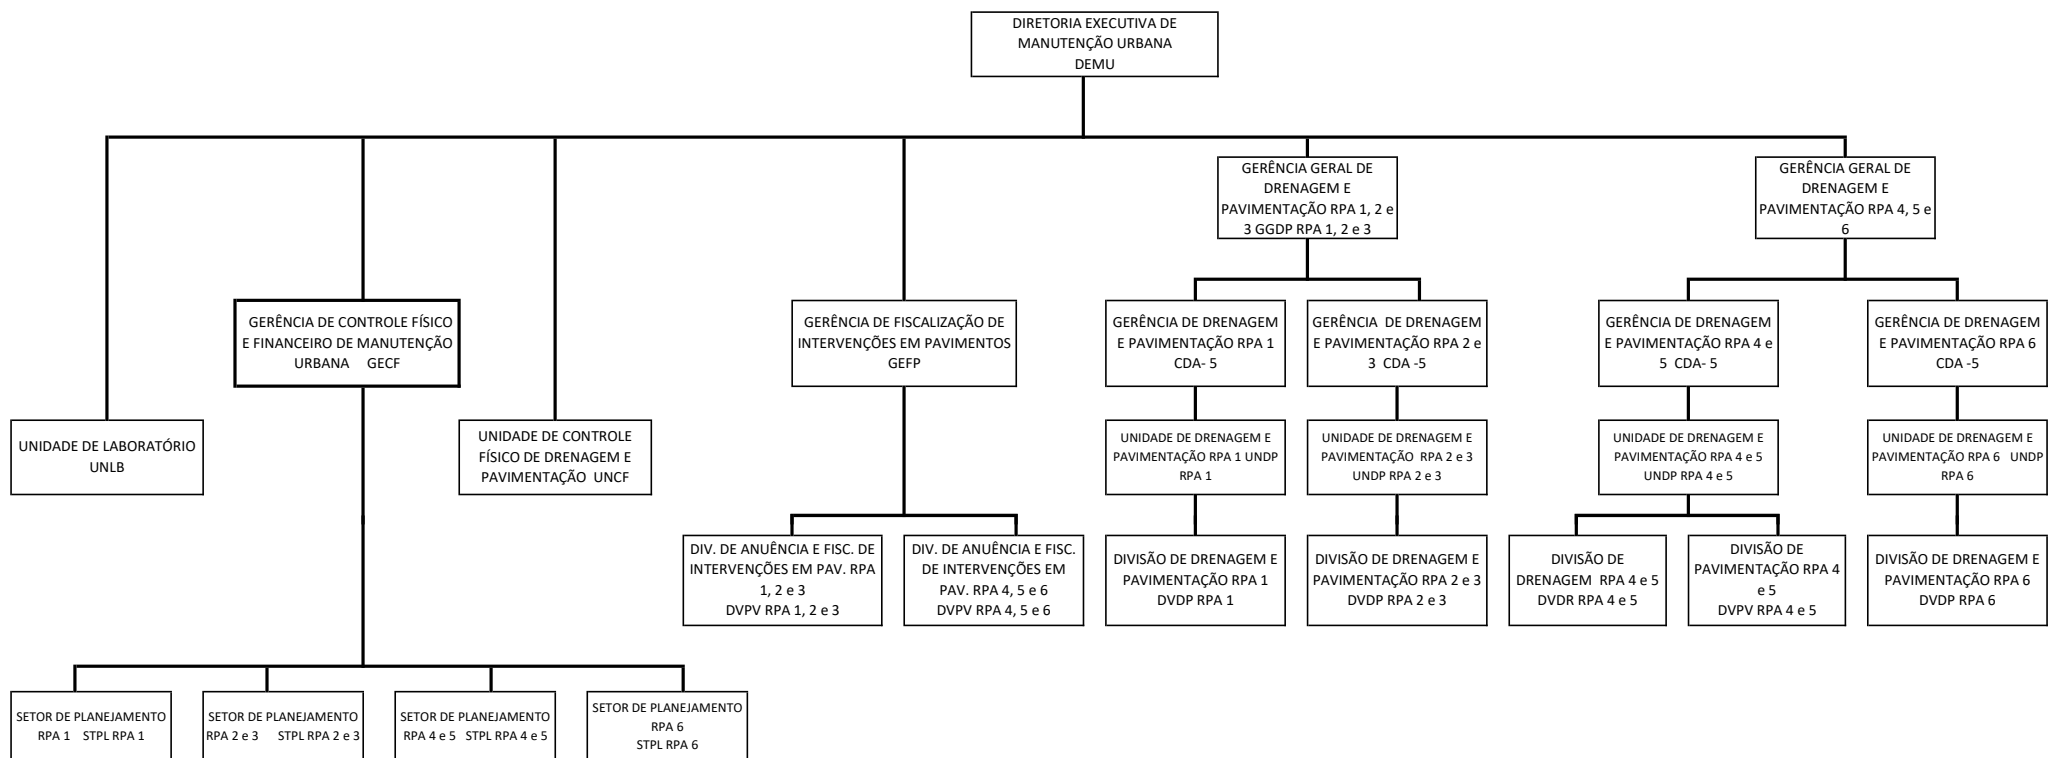 DIRETORIA EXECUTIVA DE
MANUTENÇÃO URBANA
DEMU
GERÊNCIA GERAL DE
DRENAGEM E
PAVIMENTAÇÃO RPA 1, 2 e
3 GGDP RPA 1, 2 e 3
GERÊNCIA GERAL DE
DRENAGEM E
PAVIMENTAÇÃO RPA 4, 5 e
6
GERÊNCIA DE CONTROLE FÍSICO
E FINANCEIRO DE MANUTENÇÃO
URBANA GECF
GERÊNCIA DE FISCALIZAÇÃO DE
INTERVENÇÕES EM PAVIMENTOS
GEFP
GERÊNCIA DE DRENAGEM
E PAVIMENTAÇÃO RPA 1
CDA- 5
GERÊNCIA DE DRENAGEM
E PAVIMENTAÇÃO RPA 2 e
3 CDA -5
GERÊNCIA DE DRENAGEM
E PAVIMENTAÇÃO RPA 4 e
5 CDA- 5
GERÊNCIA DE DRENAGEM
E PAVIMENTAÇÃO RPA 6
CDA -5
UNIDADE DE LABORATÓRIO
UNLB
UNIDADE DE CONTROLE
FÍSICO DE DRENAGEM E
PAVIMENTAÇÃO UNCF
UNIDADE DE DRENAGEM E
PAVIMENTAÇÃO RPA 1 UNDP
RPA 1
UNIDADE DE DRENAGEM E
PAVIMENTAÇÃO RPA 2 e 3
UNDP RPA 2 e 3
UNIDADE DE DRENAGEM E
PAVIMENTAÇÃO RPA 4 e 5
UNDP RPA 4 e 5
UNIDADE DE DRENAGEM E
PAVIMENTAÇÃO RPA 6 UNDP
RPA 6
DIV. DE ANUÊNCIA E FISC. DE
INTERVENÇÕES EM PAV. RPA
1, 2 e 3
DVPV RPA 1, 2 e 3
DIV. DE ANUÊNCIA E FISC.
DE INTERVENÇÕES EM
PAV. RPA 4, 5 e 6
DVPV RPA 4, 5 e 6
DIVISÃO DE DRENAGEM E
PAVIMENTAÇÃO RPA 1
DVDP RPA 1
DIVISÃO DE DRENAGEM E
PAVIMENTAÇÃO RPA 2 e 3
DVDP RPA 2 e 3
DIVISÃO DE
DRENAGEM RPA 4 e 5
DVDR RPA 4 e 5
DIVISÃO DE
PAVIMENTAÇÃO RPA 4
e 5
DVPV RPA 4 e 5
DIVISÃO DE DRENAGEM E
PAVIMENTAÇÃO RPA 6
DVDP RPA 6
SETOR DE PLANEJAMENTO
RPA 1 STPL RPA 1
SETOR DE PLANEJAMENTO
RPA 2 e 3 STPL RPA 2 e 3
SETOR DE PLANEJAMENTO
RPA 4 e 5 STPL RPA 4 e 5
SETOR DE PLANEJAMENTO
RPA 6
STPL RPA 6